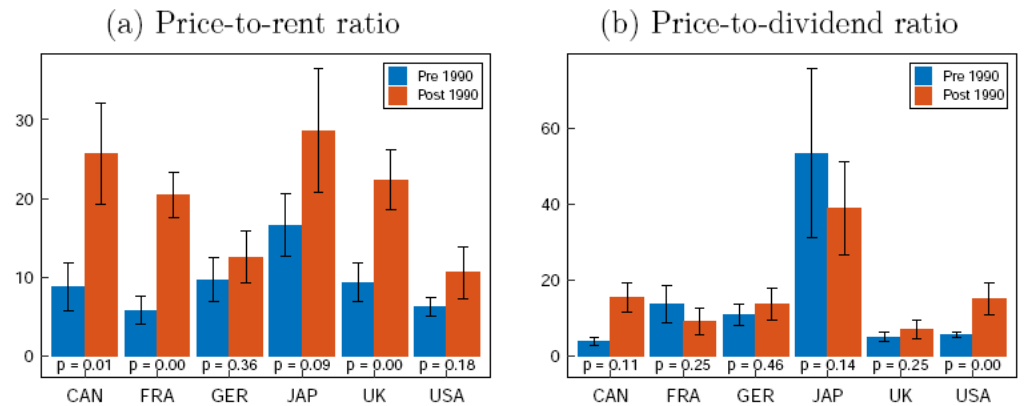 (a) Price-to-rent ratio
Pre 1990
Post 1990
30
20
10
0
p = 0.01 p = 0.00 p = 0.36 p = 0.09 p = 0.00 p = 0.18
CAN FRA GER JAP UK USA
(b) Price-to-dividend ratio
Pre 1990
Post 1990
60
40
20
0
p = 0.11 p = 0.25 p = 0.46 p = 0.14 p = 0.25 p = 0.00
CAN FRA GER JAP UK USA